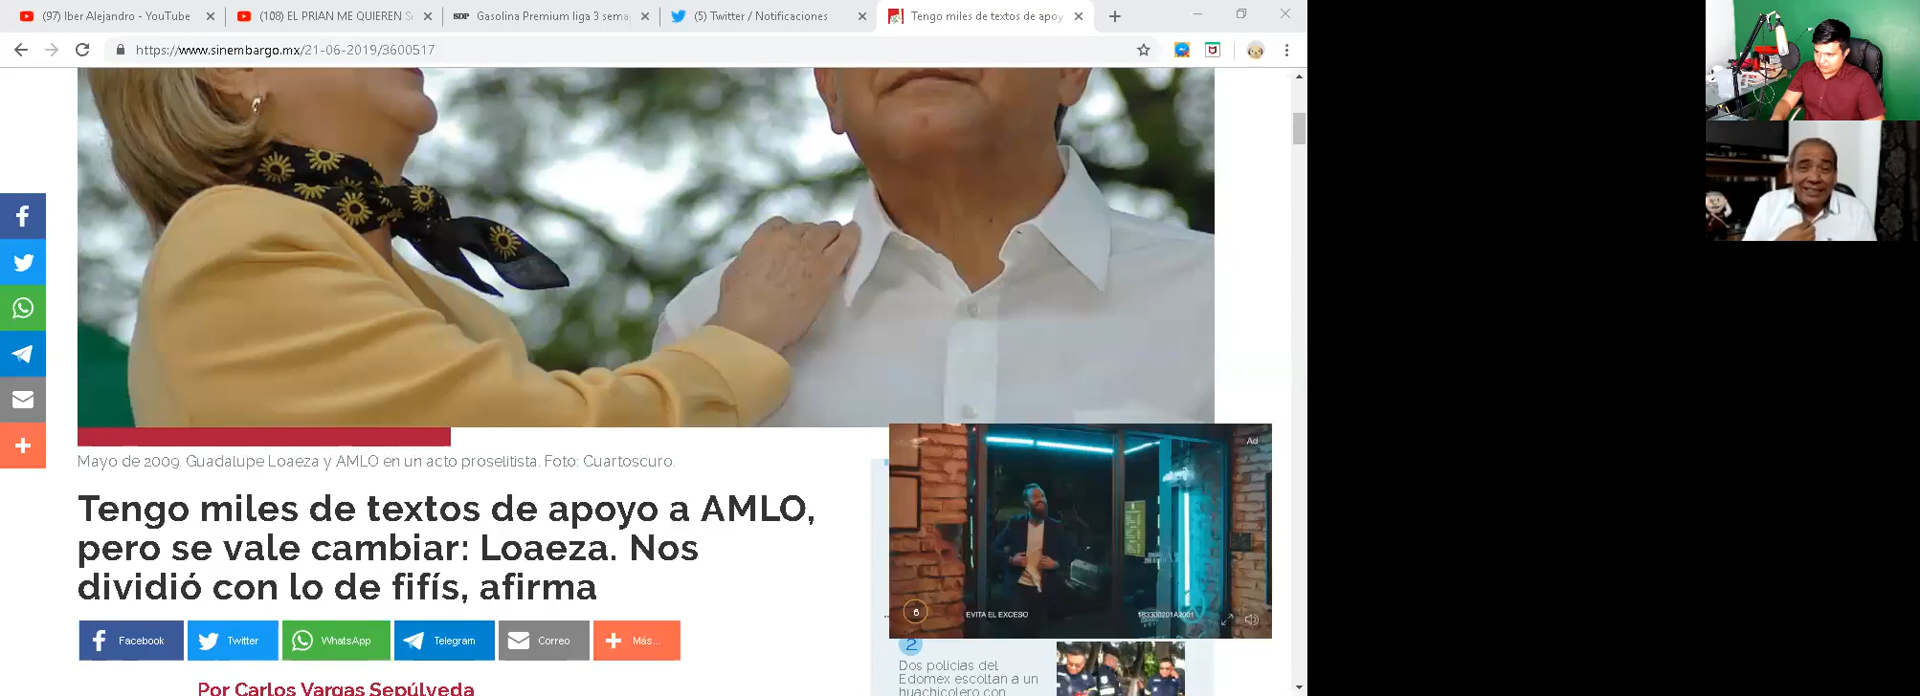 (97) Iber Alejandro - YouTube
(108) EL PRIAN ME QUIEREN S
SDP Gasolina Premium liga 3 sema
(5) Twitter / Notificaciones
Tengo miles de textos de apoy
https://www.sinembargo.mx/21-06-2019/3600517
Mayo de 2009. Guadalupe Loaeza y AMLO en un acto proselitista. Foto: Cuartoscuro.
Tengo miles de textos de apoyo a AMLO,
pero se vale cambiar: Loaeza. Nos
dividió con lo de fifís, afirma
Facebook
Twitter
WhatsApp
Telegram
Correo
Más...
Por Carlos Vargas Sepúlveda
Ad
6
EVITA EL EXCESO
183300201A2001
2
Dos policías del
Edomex escoltan a un
huachicolero con